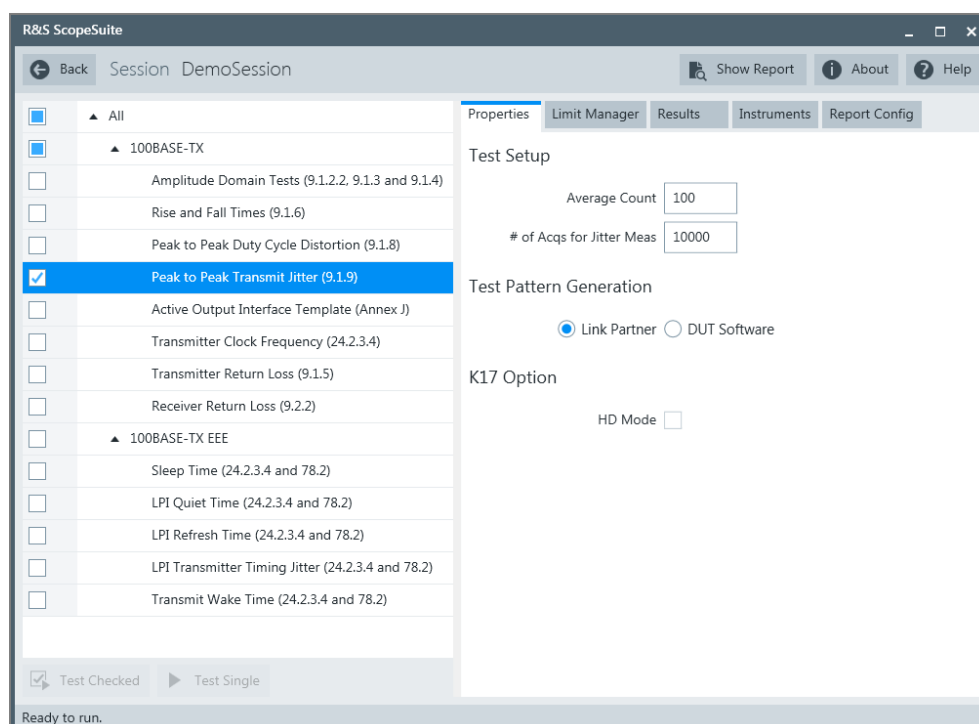 R&S ScopeSuite
Back Session DemoSession Show Report About Help
All
100BASE-TX
Amplitude Domain Tests (9.1.2.2, 9.1.3 and 9.1.4)
Rise and Fall Times (9.1.6)
Peak to Peak Duty Cycle Distortion (9.1.8)
Peak to Peak Transmit Jitter (9.1.9)
Active Output Interface Template (Annex J)
Transmitter Clock Frequency (24.2.3.4)
Transmitter Return Loss (9.1.5)
Receiver Return Loss (9.2.2)
100BASE-TX EEE
Sleep Time (24.2.3.4 and 78.2)
LPI Quiet Time (24.2.3.4 and 78.2)
LPI Refresh Time (24.2.3.4 and 78.2)
LPI Transmitter Timing Jitter (24.2.3.4 and 78.2)
Transmit Wake Time (24.2.3.4 and 78.2)
Test Checked Test Single
Properties Limit Manager Results Instruments Report Config
Test Setup
Average Count 100
# of Acqs for Jitter Meas 10000
Test Pattern Generation
Link Partner DUT Software
K17 Option
HD Mode
Ready to run.